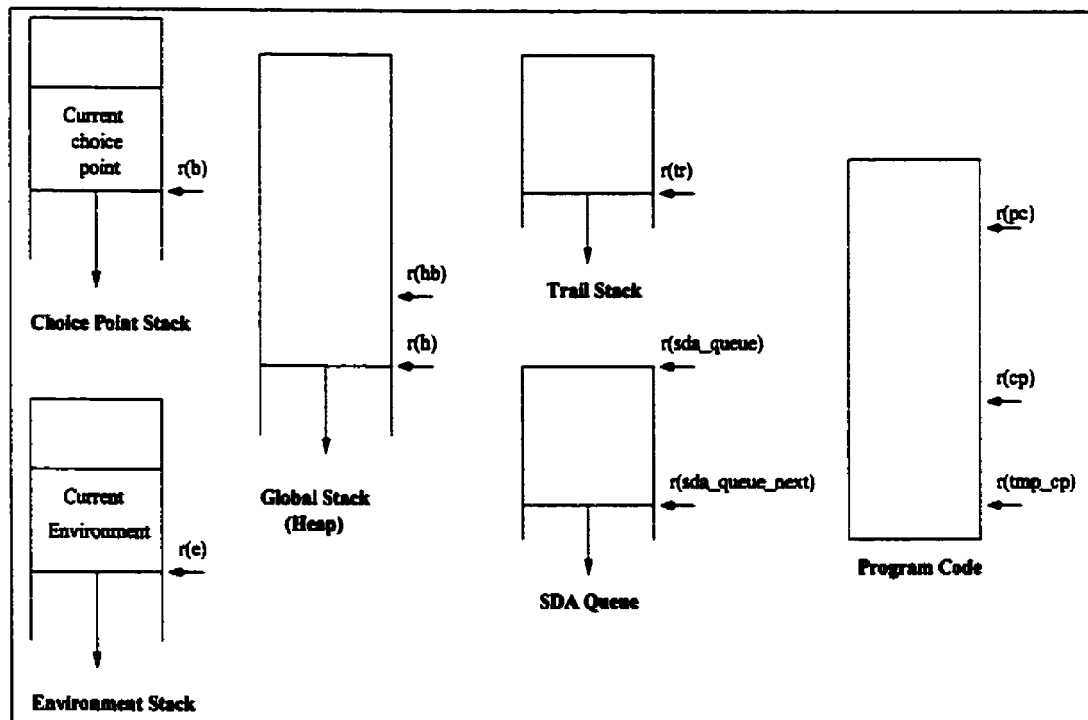 Current
choice
point
r(b)
Choice Point Stack
Current
Environment
r(e)
Environment Stack
r(hb)
r(h)
Global Stack
(Heap)
r(tr)
Trail Stack
r(sda_queue)
r(sda_queue_next)
SDA Queue
r(pc)
r(cp)
r(tmp_cp)
Program Code